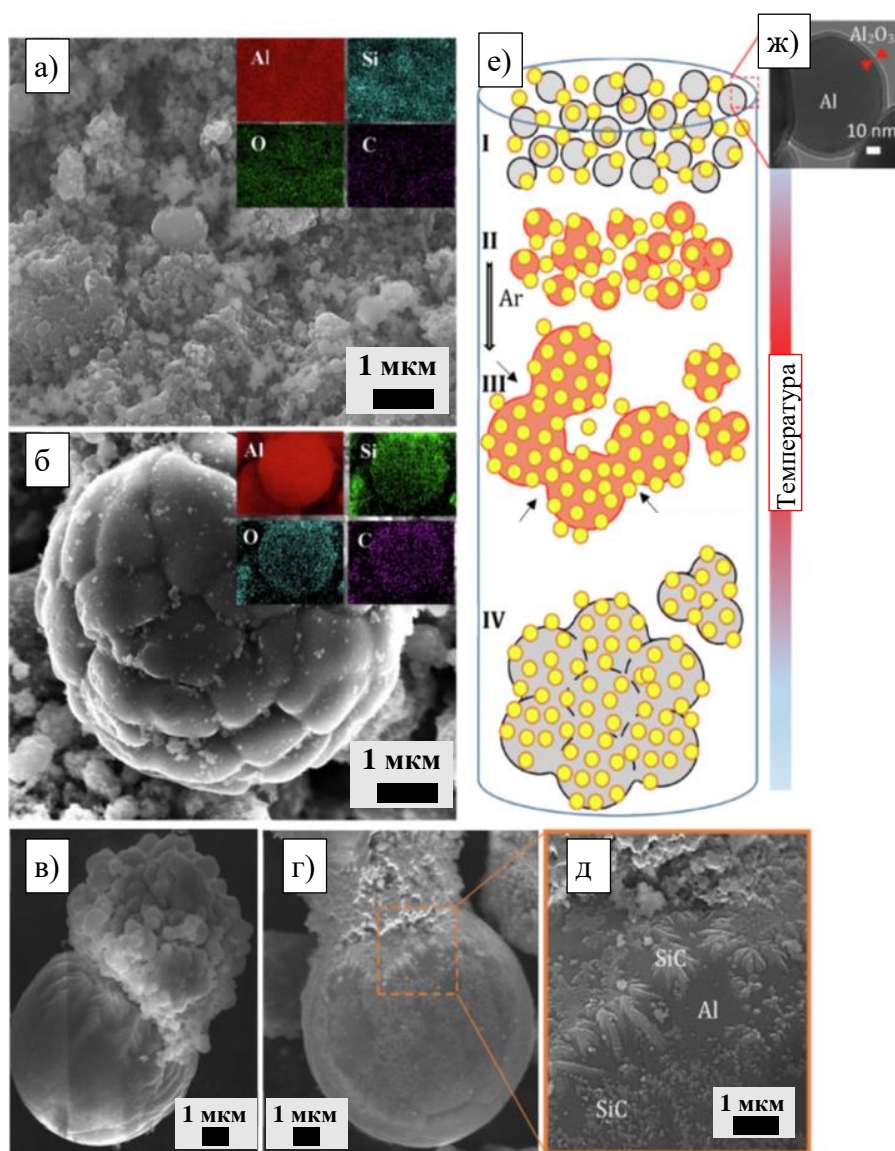 а)
Al
Si
O
C
1 мкм
б
Al
Si
O
C
1 мкм
е)
I
II
Ar
III
IV
Температура
ж)
Al₂O₃
Al
10 nm
в)
1 мкм
г)
1 мкм
д
SiC
Al
SiC
1 мкм